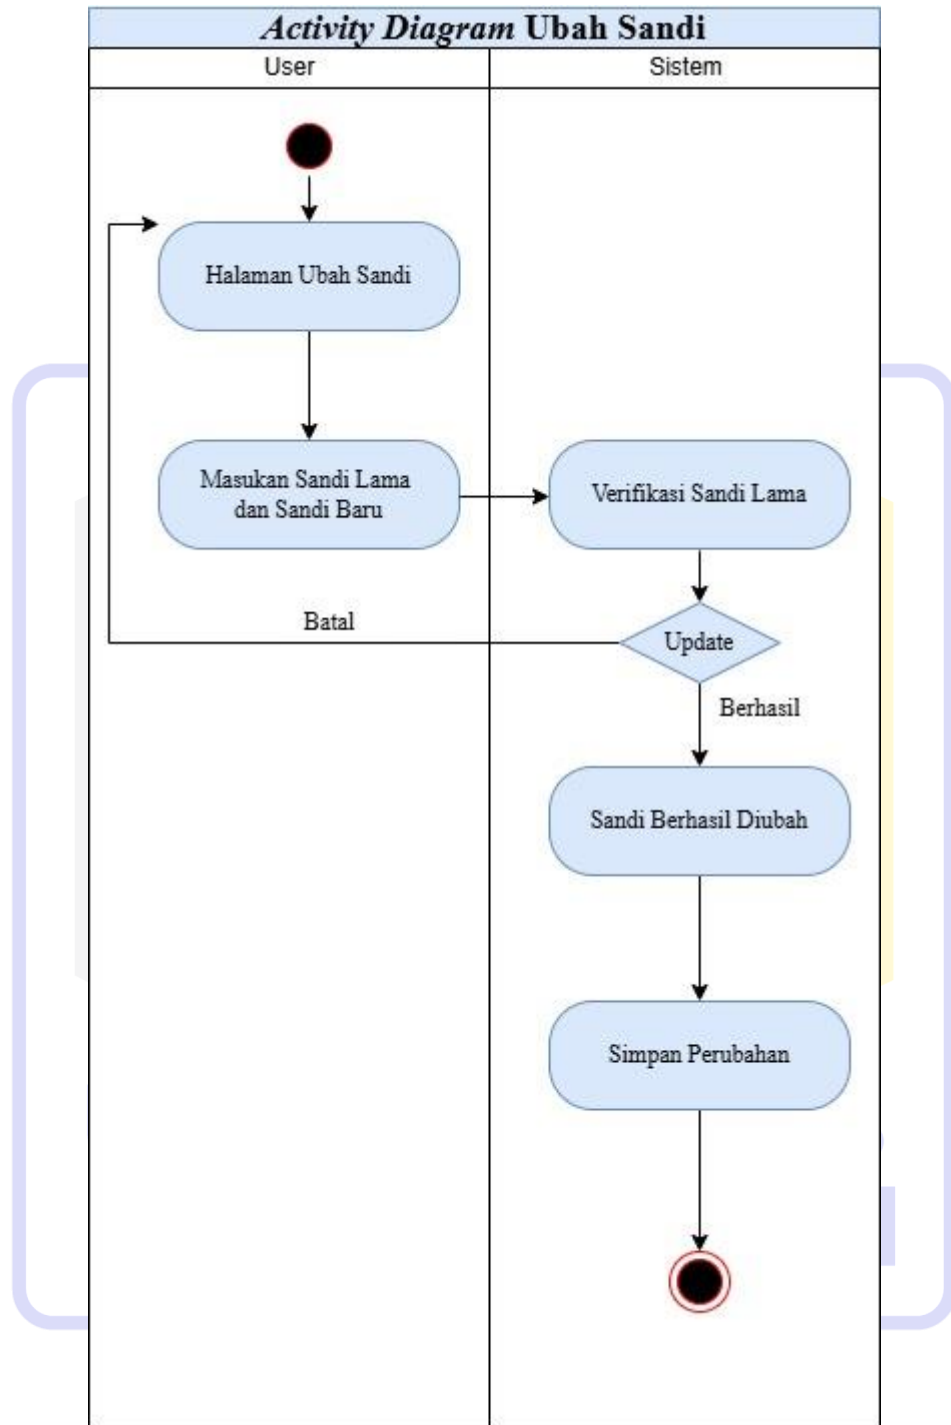 Activity Diagram Ubah Sandi
User
Sistem
Halaman Ubah Sandi
Masukan Sandi Lama
dan Sandi Baru
Verifikasi Sandi Lama
Batal
Update
Berhasil
Sandi Berhasil Diubah
Simpan Perubahan